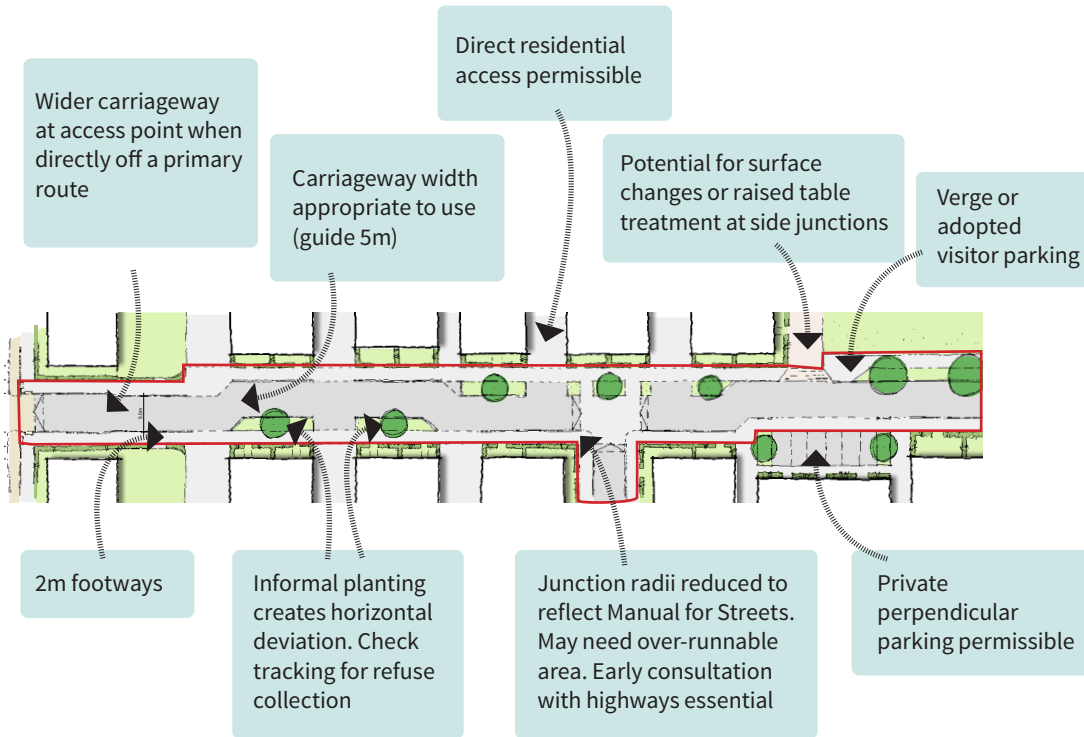 Direct residential
access permissible
Wider carriageway
at access point when
directly off a primary
route
Carriageway width
appropriate to use
(guide 5m)
Potential for surface
changes or raised table
treatment at side junctions
Verge or
adopted
visitor parking
2m footways
Informal planting
creates horizontal
deviation. Check
tracking for refuse
collection
Junction radii reduced to
reflect Manual for Streets.
May need over-runnable
area. Early consultation
with highways essential
Private
perpendicular
parking permissible